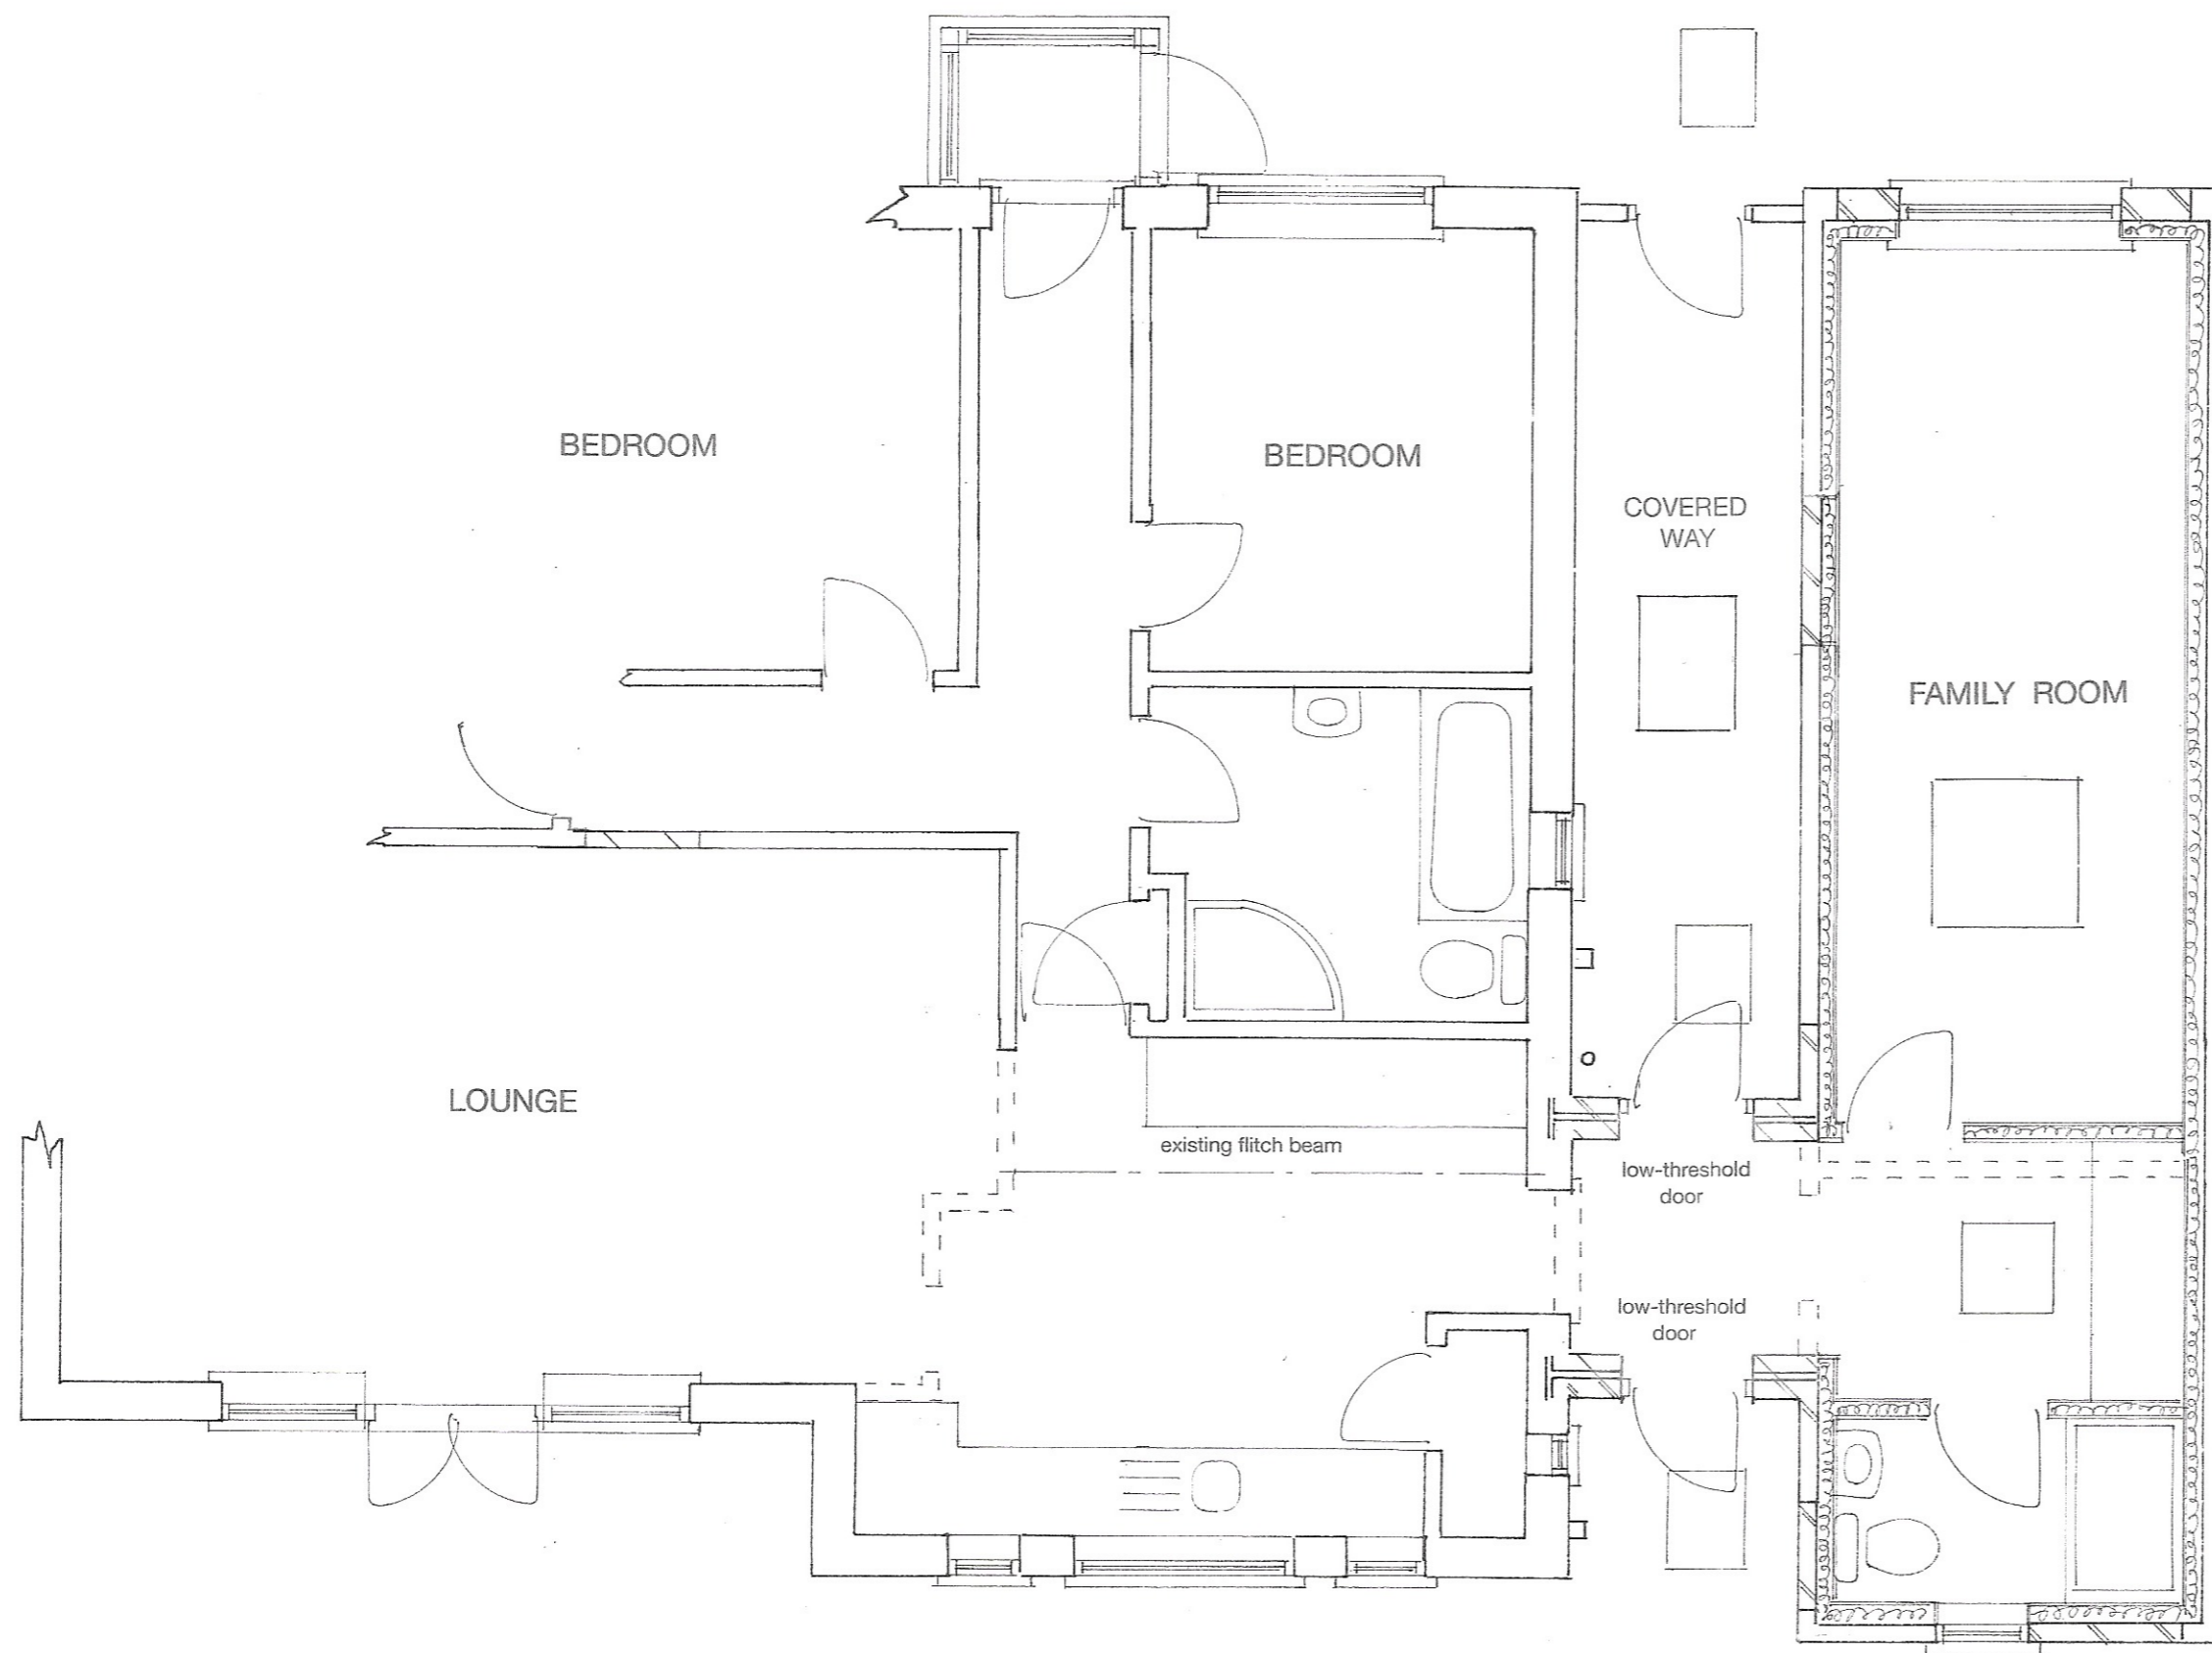 BEDROOM
BEDROOM
COVERED
WAY
FAMILY ROOM
LOUNGE
existing flitch beam
low-threshold
door
low-threshold
door